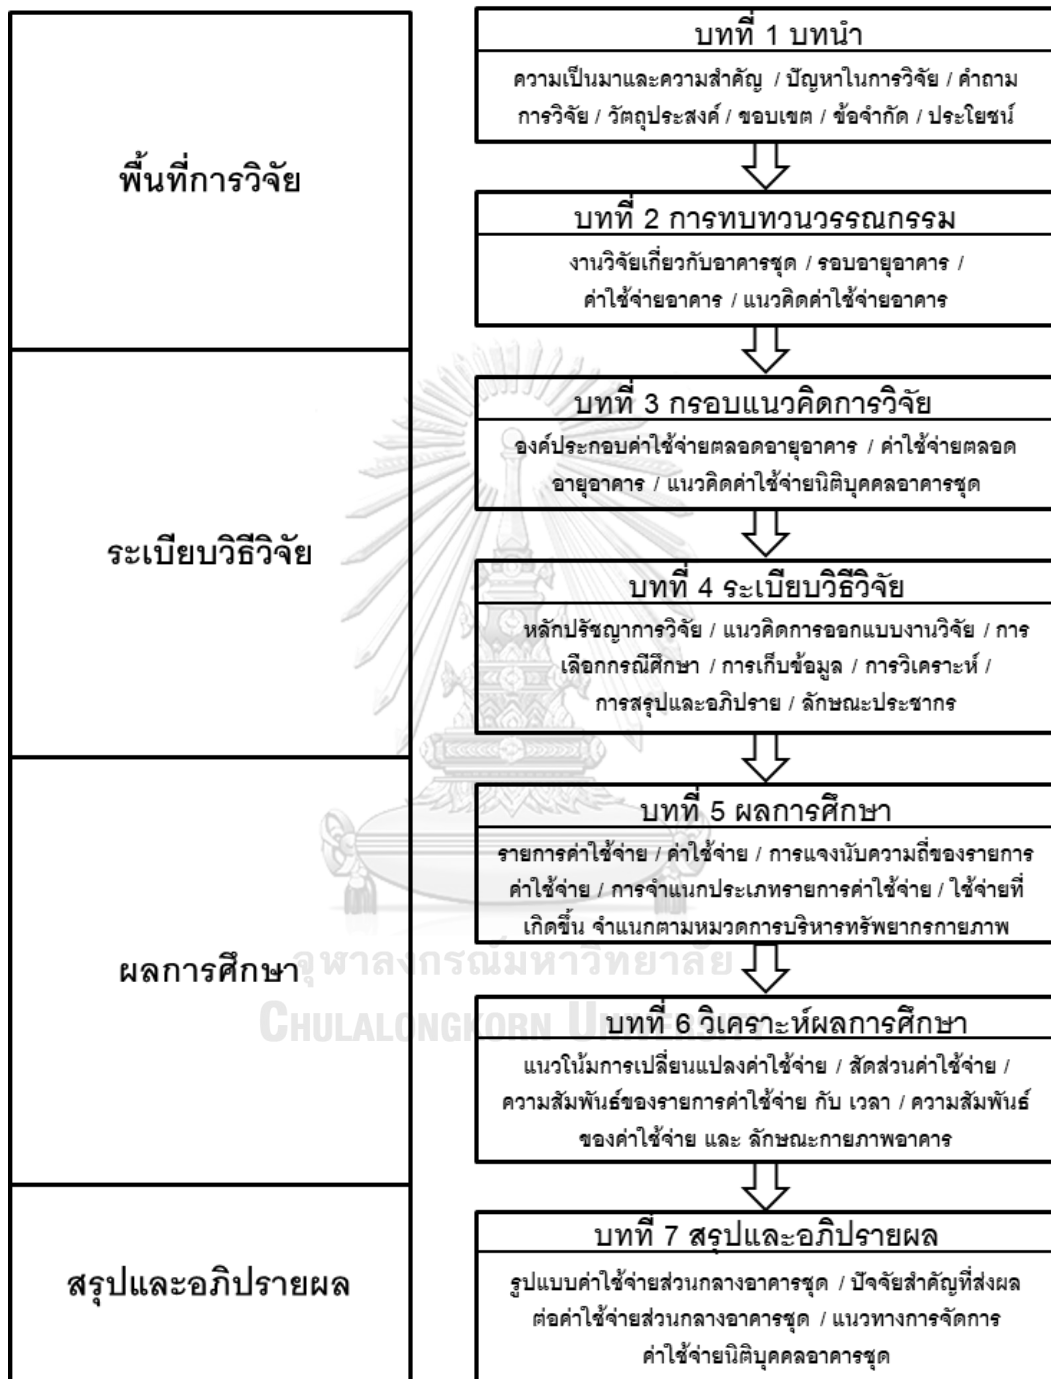 พื้นที่การวิจัย
บทที่ 1 บทนำ
ความเป็นมาและความสำคัญ / ปัญหาในการวิจัย / คำถาม
การวิจัย / วัตถุประสงค์ / ขอบเขต / ข้อจำกัด / ประโยชน์
บทที่ 2 การทบทวนวรรณกรรม
งานวิจัยเกี่ยวกับอาคารชุด / รอบอายุอาคาร /
ค่าใช้จ่ายอาคาร / แนวคิดค่าใช้จ่ายอาคาร
ระเบียบวิธีวิจัย
บทที่ 3 กรอบแนวคิดการวิจัย
องค์ประกอบค่าใช้จ่ายตลอดอายุอาคาร / ค่าใช้จ่ายตลอด
อายุอาคาร / แนวคิดค่าใช้จ่ายนิติบุคคลอาคารชุด
บทที่ 4 ระเบียบวิธีวิจัย
หลักปรัชญาการวิจัย / แนวคิดการออกแบบงานวิจัย / การ
เลือกกรณีศึกษา / การเก็บข้อมูล / การวิเคราะห์ /
การสรุปและอภิปราย / ลักษณะประชากร
ผลการศึกษา
บทที่ 5 ผลการศึกษา
รายการค่าใช้จ่าย / ค่าใช้จ่าย / การแจงนับความถี่ของรายการ
ค่าใช้จ่าย / การจำแนกประเภทรายการค่าใช้จ่าย / ใช้จ่ายที่
เกิดขึ้น จำแนกตามหมวดการบริหารทรัพยากรกายภาพ
จุฬาลงกรณ์มหาวิทยาลัย
CHULALONGKORN UNIVERSITY
บทที่ 6 วิเคราะห์ผลการศึกษา
แนวโน้มการเปลี่ยนแปลงค่าใช้จ่าย / สัดส่วนค่าใช้จ่าย /
ความสัมพันธ์ของรายการค่าใช้จ่าย กับ เวลา / ความสัมพันธ์
ของค่าใช้จ่าย และ ลักษณะกายภาพอาคาร
สรุปและอภิปรายผล
บทที่ 7 สรุปและอภิปรายผล
รูปแบบค่าใช้จ่ายส่วนกลางอาคารชุด / ปัจจัยสำคัญที่ส่งผล
ต่อค่าใช้จ่ายส่วนกลางอาคารชุด / แนวทางการจัดการ
ค่าใช้จ่ายนิติบุคคลอาคารชุด